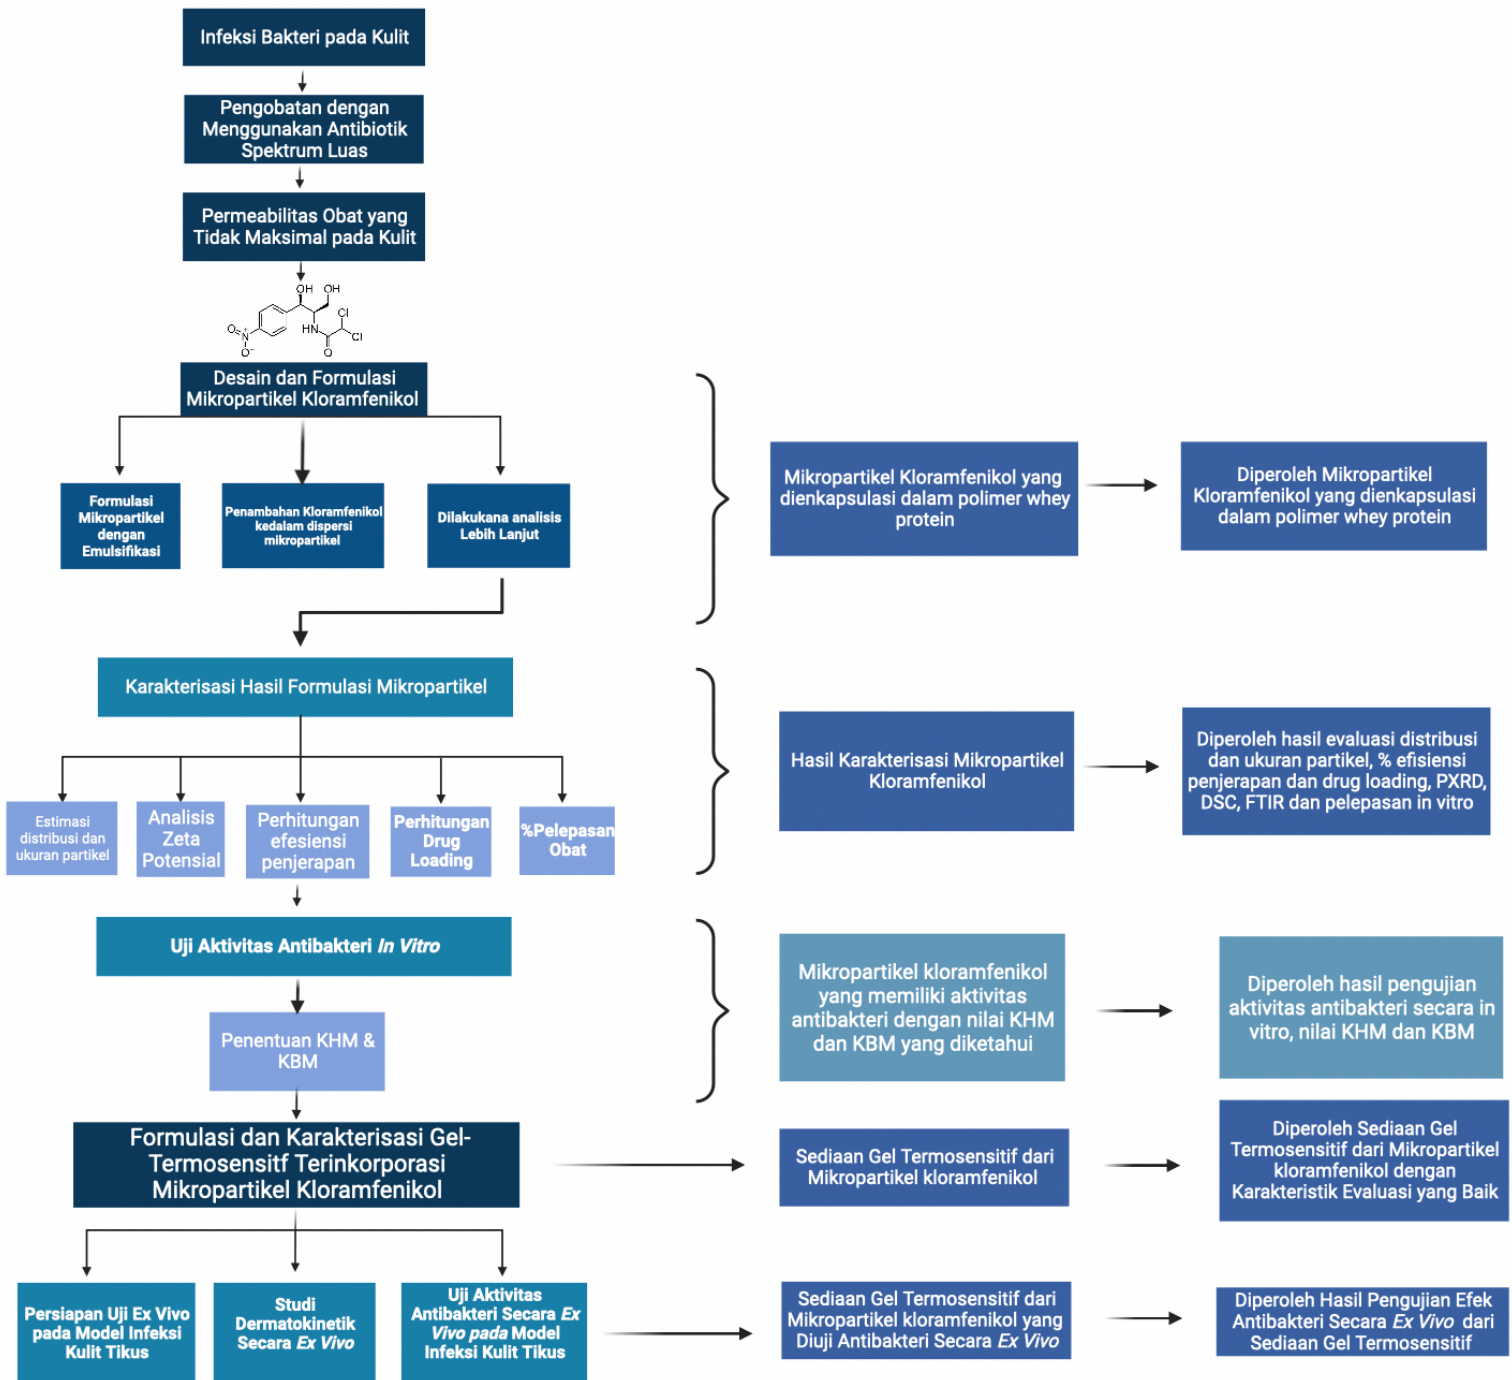 Infeksi Bakteri pada Kulit
Pengobatan dengan
Menggunakan Antibiotik
Spektrum Luas
Permeabilitas Obat yang
Tidak Maksimal pada Kulit
OH OH
Cl
HN
Cl
O
N+
O-
O
Desain dan Formulasi
Mikropartikel Kloramfenikol
Formulasi
Mikropartikel
dengan
Emulsifikasi
Penambahan Kloramfenikol
kedalam dispersi
mikropartikel
Dilakukana analisis
Lebih Lanjut
Mikropartikel Kloramfenikol yang
dienkapsulasi dalam polimer whey
protein
Diperoleh Mikropartikel
Kloramfenikol yang dienkapsulasi
dalam polimer whey protein
Karakterisasi Hasil Formulasi Mikropartikel
Estimasi
distribusi dan
ukuran partikel
Analisis
Zeta
Potensial
Perhitungan
efesiensi
penjerapan
Perhitungan
Drug
Loading
%Pelepasan
Obat
Hasil Karakterisasi Mikropartikel
Kloramfenikol
Diperoleh hasil evaluasi distribusi
dan ukuran partikel, % efisiensi
penjerapan dan drug loading, PXRD,
DSC, FTIR dan pelepasan in vitro
Uji Aktivitas Antibakteri In Vitro
Penentuan KHM &
KBM
Mikropartikel kloramfenikol
yang memiliki aktivitas
antibakteri dengan nilai KHM
dan KBM yang diketahui
Diperoleh hasil pengujian
aktivitas antibakteri secara in
vitro, nilai KHM dan KBM
Formulasi dan Karakterisasi Gel-
Termosensitf Terinkorporasi
Mikropartikel Kloramfenikol
Sediaan Gel Termosensitif dari
Mikropartikel kloramfenikol
Diperoleh Sediaan Gel
Termosensitif dari Mikropartikel
kloramfenikol dengan
Karakteristik Evaluasi yang Baik
Persiapan Uji Ex Vivo
pada Model Infeksi
Kulit Tikus
Studi
Dermatokinetik
Secara Ex Vivo
Uji Aktivitas
Antibakteri Secara Ex
Vivo pada Model
Infeksi Kulit Tikus
Sediaan Gel Termosensitif dari
Mikropartikel kloramfenikol yang
Diuji Antibakteri Secara Ex Vivo
Diperoleh Hasil Pengujian Efek
Antibakteri Secara Ex Vivo dari
Sediaan Gel Termosensitif